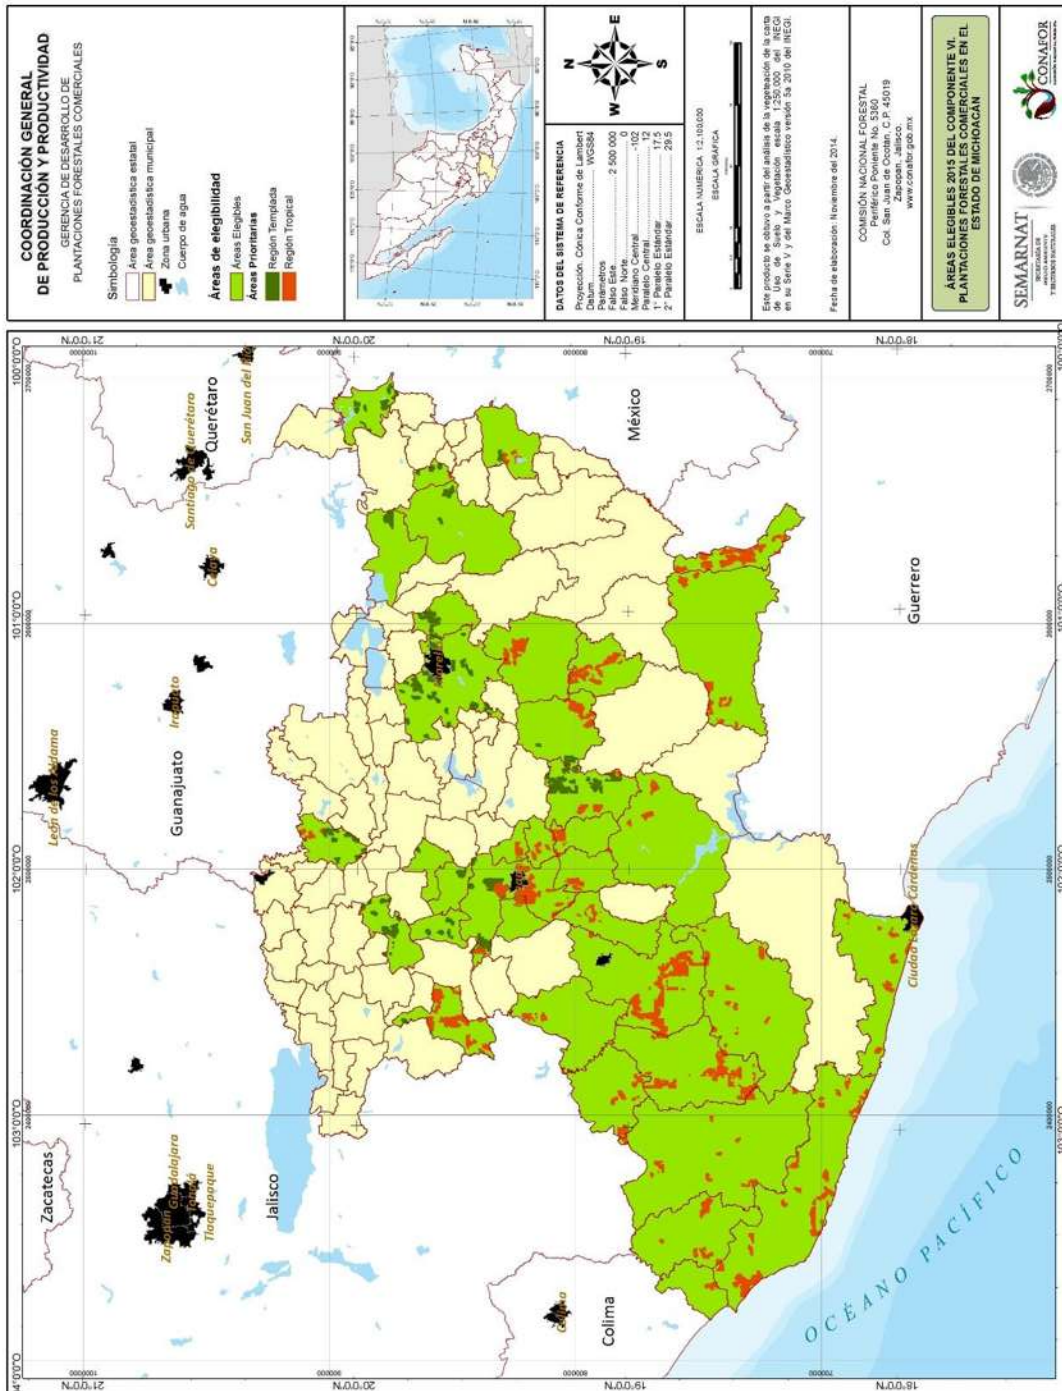 COORDINACIÓN GENERAL
DE PRODUCCIÓN Y PRODUCTIVIDAD
GERENCIA DE DESARROLLO DE
PLANTACIONES FORESTALES COMERCIALES
Simbología
Área geoestadística estatal
Área geoestadística municipal
Zona urbana
Cuerpo de agua
Áreas de elegibilidad
Áreas Elegibles
Áreas Prioritarias
Región Templada
Región Tropical
DATOS DEL SISTEMA DE REFERENCIA
Proyección. Cónica Conforme de Lambert
Datum WGS84
Parámetros
Falso Este 2 500 000
Falso Norte 0
Meridiano Central -102
Paralelo Central 12
1° Paralelo Estándar 17.5
2° Paralelo Estándar 29.5
N
W E
S
ESCALA NUMÉRICA 1:2,100,000
ESCALA GRÁFICA
Este producto se obtuvo a partir del análisis de la vegeteación de la carta
de Uso de Suelo y Vegetación escala 1:250,000 del INEGI
en su Serie V y del Marco Geoestadístico versión 5a 2010 del INEGI.
Fecha de elaboración: Noviembre del 2014.
COMISIÓN NACIONAL FORESTAL
Periférico Poniente No. 5360
Col. San Juan de Ocotán, C.P. 45019
Zapopan, Jalisco.
www.conafor.gob.mx
ÁREAS ELEGIBLES 2015 DEL COMPONENTE VI.
PLANTACIONES FORESTALES COMERCIALES EN EL
ESTADO DE MICHOACÁN
SEMARNAT
SECRETARÍA DE
MEDIO AMBIENTE
Y RECURSOS NATURALES
CONAFOR
103°0'0"O
102°0'0"O
101°0'0"O
100°0'0"O
21°0'0"N
20°0'0"N
19°0'0"N
18°0'0"N
Zacatecas
Zapopan
Guadalajara
Tlaquepaque
Jalisco
León de los Aldama
Guanajuato
Irapuato
Celaya
Santiago de Querétaro
Querétaro
San Juan del
México
Colima
Colima
Guerrero
Ciudad Lázaro Cárdenas
OCÉANO PACÍFICO